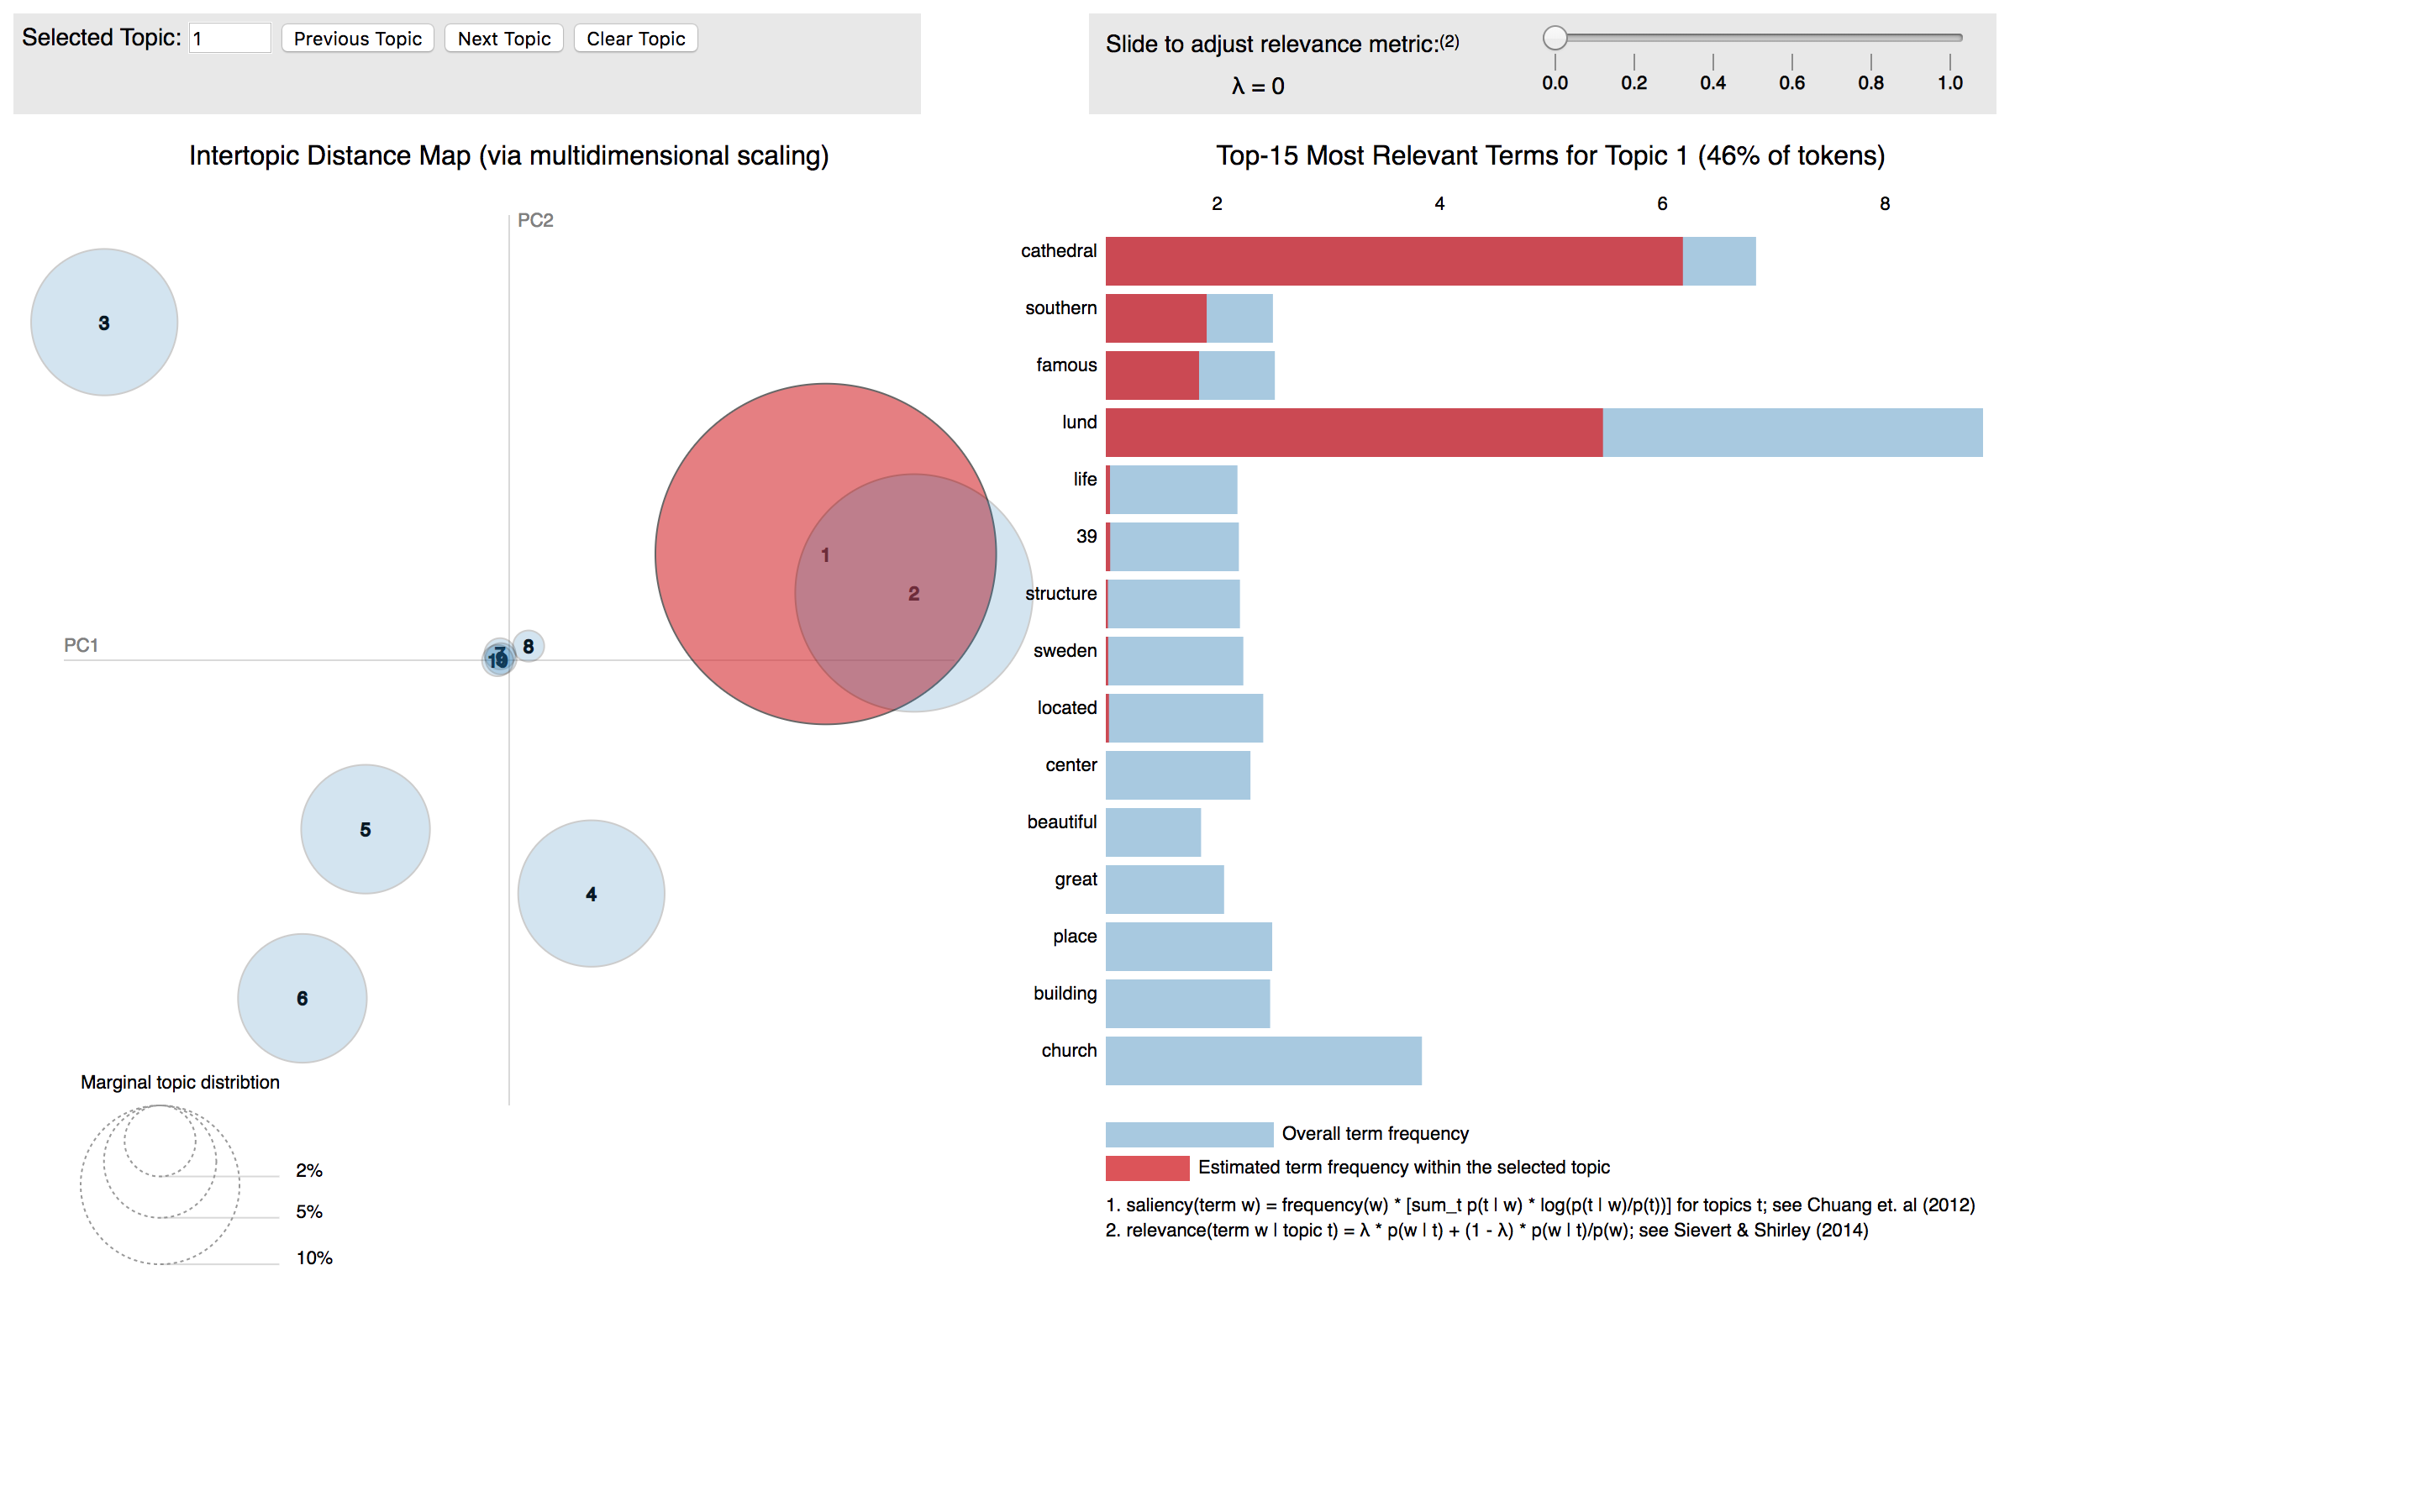 Selected Topic: 1 Previous Topic Next Topic Clear Topic
Slide to adjust relevance metric:(2)
λ = 0
0.0 0.2 0.4 0.6 0.8 1.0
Intertopic Distance Map (via multidimensional scaling)
PC2
PC1
3
1
2
7
8
10
5
4
6
Marginal topic distribtion
2%
5%
10%
Top-15 Most Relevant Terms for Topic 1 (46% of tokens)
2 4 6 8
cathedral
southern
famous
lund
life
39
structure
sweden
located
center
beautiful
great
place
building
church
Overall term frequency
Estimated term frequency within the selected topic
1. saliency(term w) = frequency(w) * [sum_t p(t | w) * log(p(t | w)/p(t))] for topics t; see Chuang et. al (2012)
2. relevance(term w | topic t) = λ * p(w | t) + (1 - λ) * p(w | t)/p(w); see Sievert & Shirley (2014)